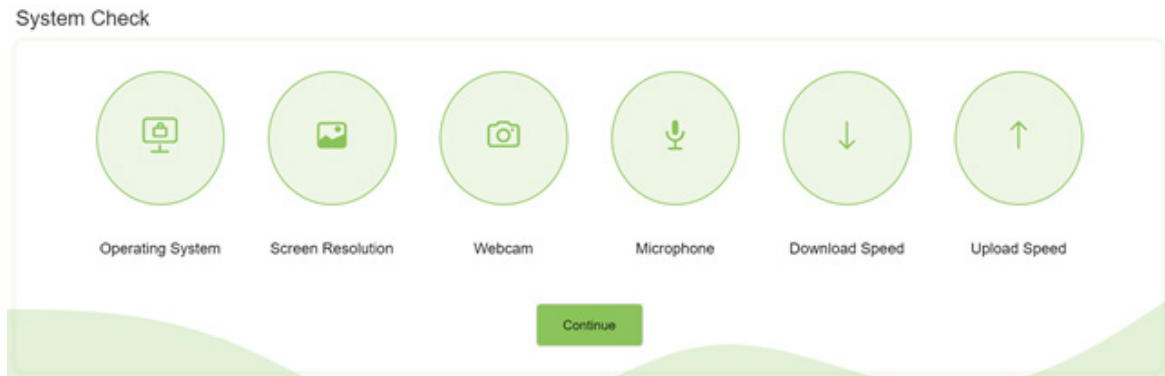 System Check
Operating System Screen Resolution Webcam Microphone Download Speed Upload Speed
Continue